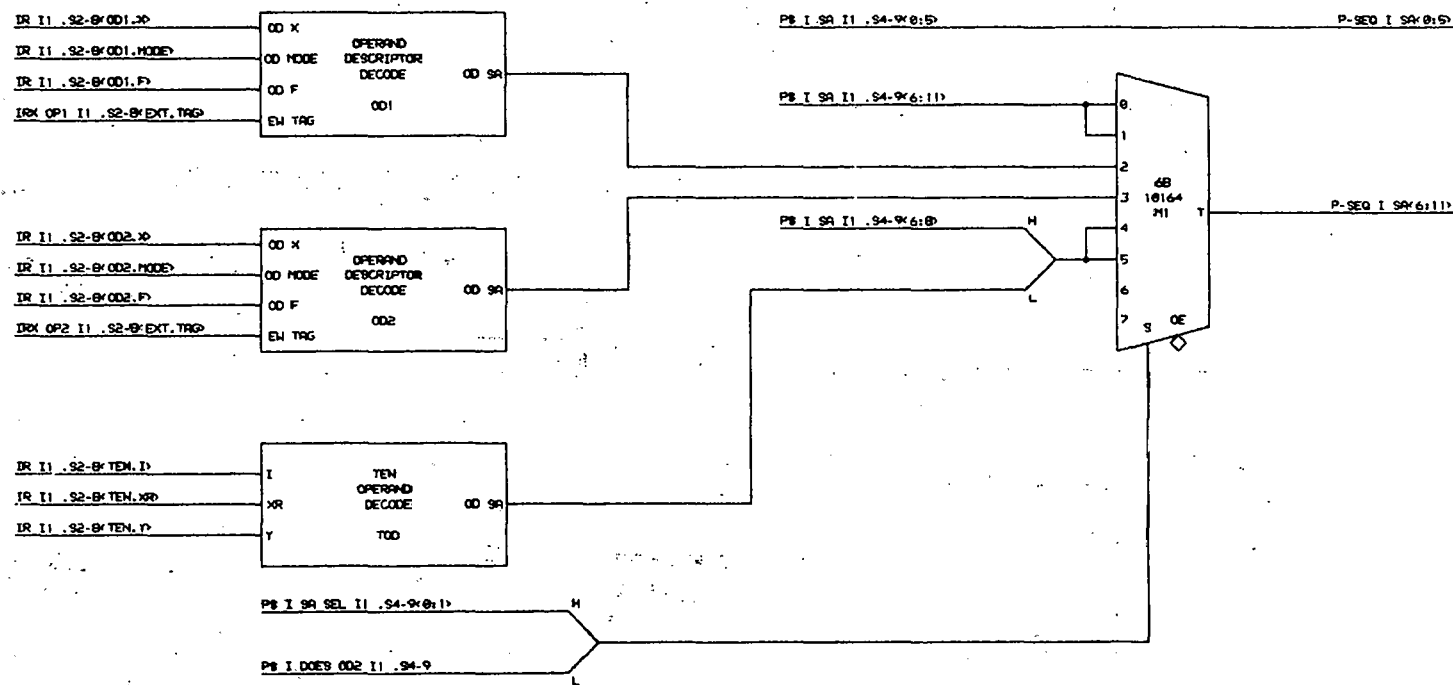 IR I1 .S2-8<OD1.X>
IR I1 .S2-8<OD1.MODE>
IR I1 .S2-8<OD1.F>
IRX OP1 I1 .S2-8<EXT.TAG>
OD X
OD MODE
OD F
EW TAG
OPERAND
DESCRIPTOR
DECODE
OD1
OD SA
P$ I SA I1 .S4-9<0:5>
P-SEQ I SA<0:5>
P$ I SA I1 .S4-9<6:11>
0
1
2
3
4
5
6
7
6B
10164
M1
T
S
OE
P-SEQ I SA<6:11>
P$ I SA I1 .S4-9<6:8>
H
L
IR I1 .S2-8<OD2.X>
IR I1 .S2-8<OD2.MODE>
IR I1 .S2-8<OD2.F>
IRX OP2 I1 .S2-8<EXT.TAG>
OD X
OD MODE
OD F
EW TAG
OPERAND
DESCRIPTOR
DECODE
OD2
OD SA
IR I1 .S2-8<TEN.I>
IR I1 .S2-8<TEN.XR>
IR I1 .S2-8<TEN.Y>
I
XR
Y
TEN
OPERAND
DECODE
TOD
OD SA
P$ I SA SEL I1 .S4-9<0:1>
H
P$ I DOES OD2 I1 .S4-9
L